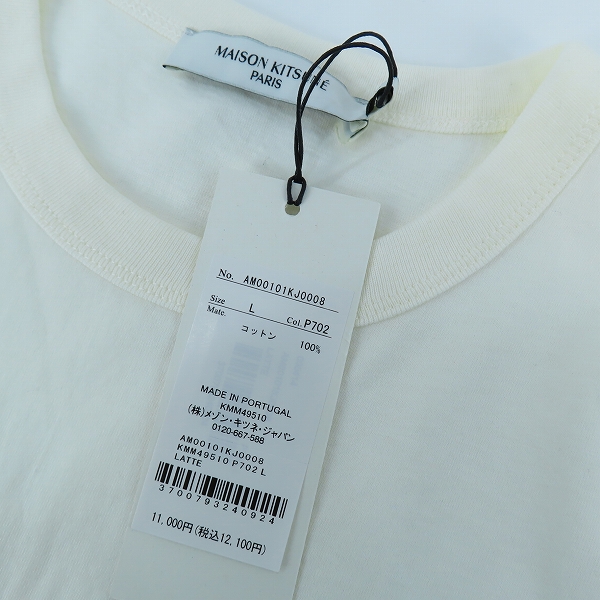 MAISON KITSUNÉ
PARIS
No. AM00101KJ0008
Size L Col. P702
Mate.
コットン 100%
MADE IN PORTUGAL
KMM49510
(株)メゾン・キツネ・ジャパン
0120-667-588
AM00101KJ0008
KMM49510 P702 L
LATTE
3700793240924
11,000円(税込12,100円)